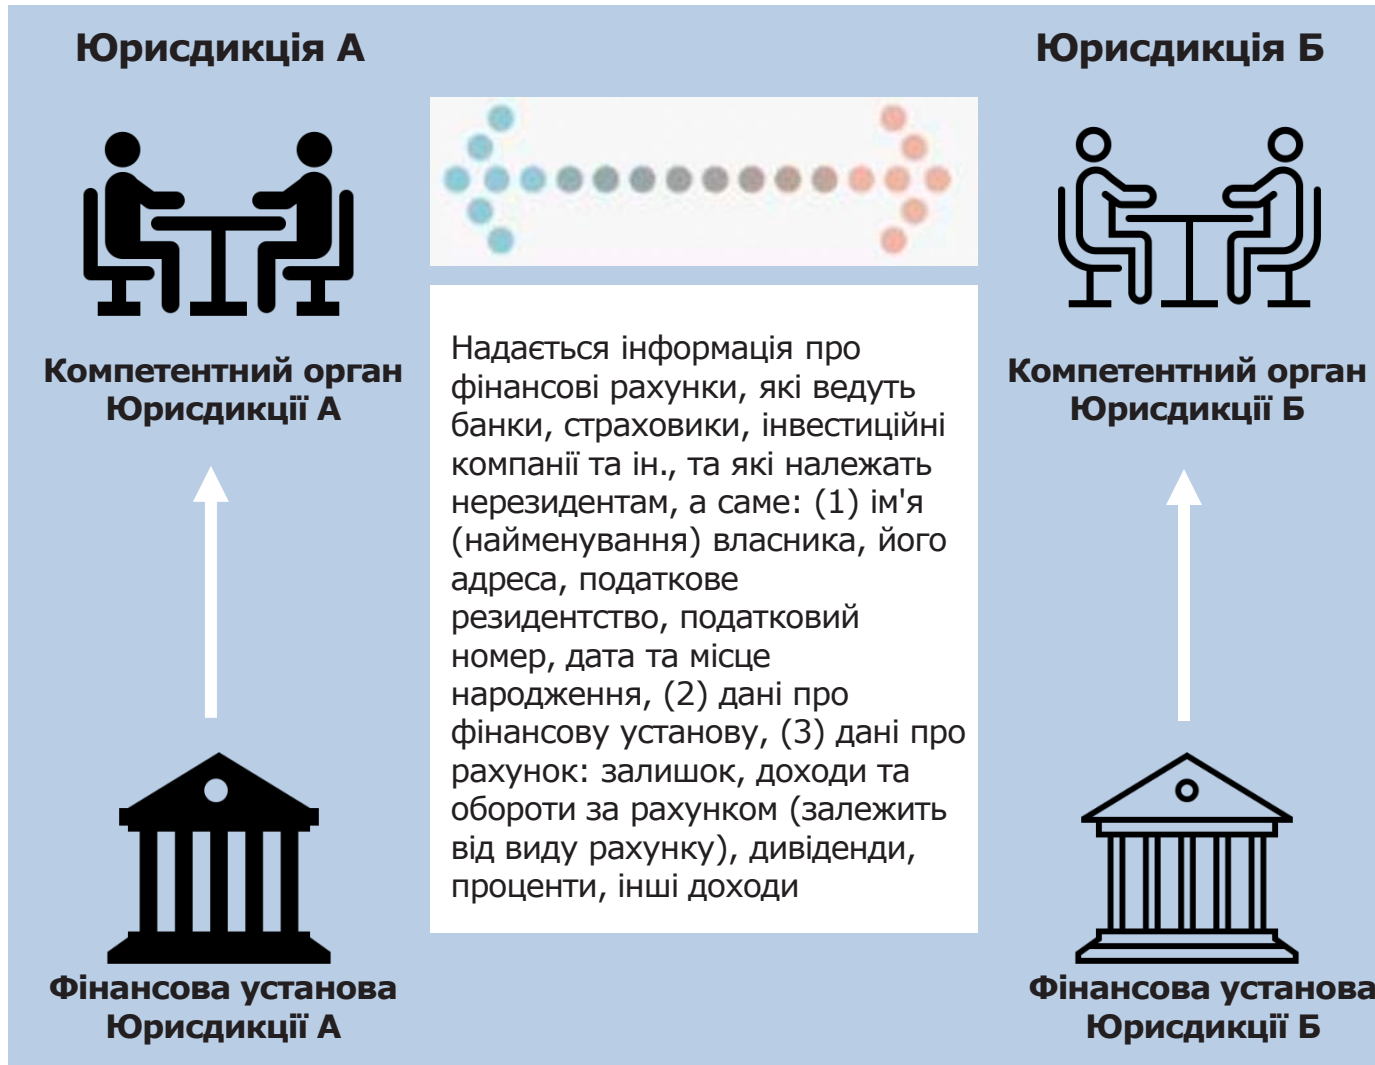 Юрисдикція А
Юрисдикція Б
Компетентний орган
Юрисдикції А
Компетентний орган
Юрисдикції Б
Надається інформація про
фінансові рахунки, які ведуть
банки, страховики, інвестиційні
компанії та ін., та які належать
нерезидентам, а саме: (1) ім'я
(найменування) власника, його
адреса, податкове
резидентство, податковий
номер, дата та місце
народження, (2) дані про
фінансову установу, (3) дані про
рахунок: залишок, доходи та
обороти за рахунком (залежить
від виду рахунку), дивіденди,
проценти, інші доходи
Фінансова установа
Юрисдикції А
Фінансова установа
Юрисдикції Б